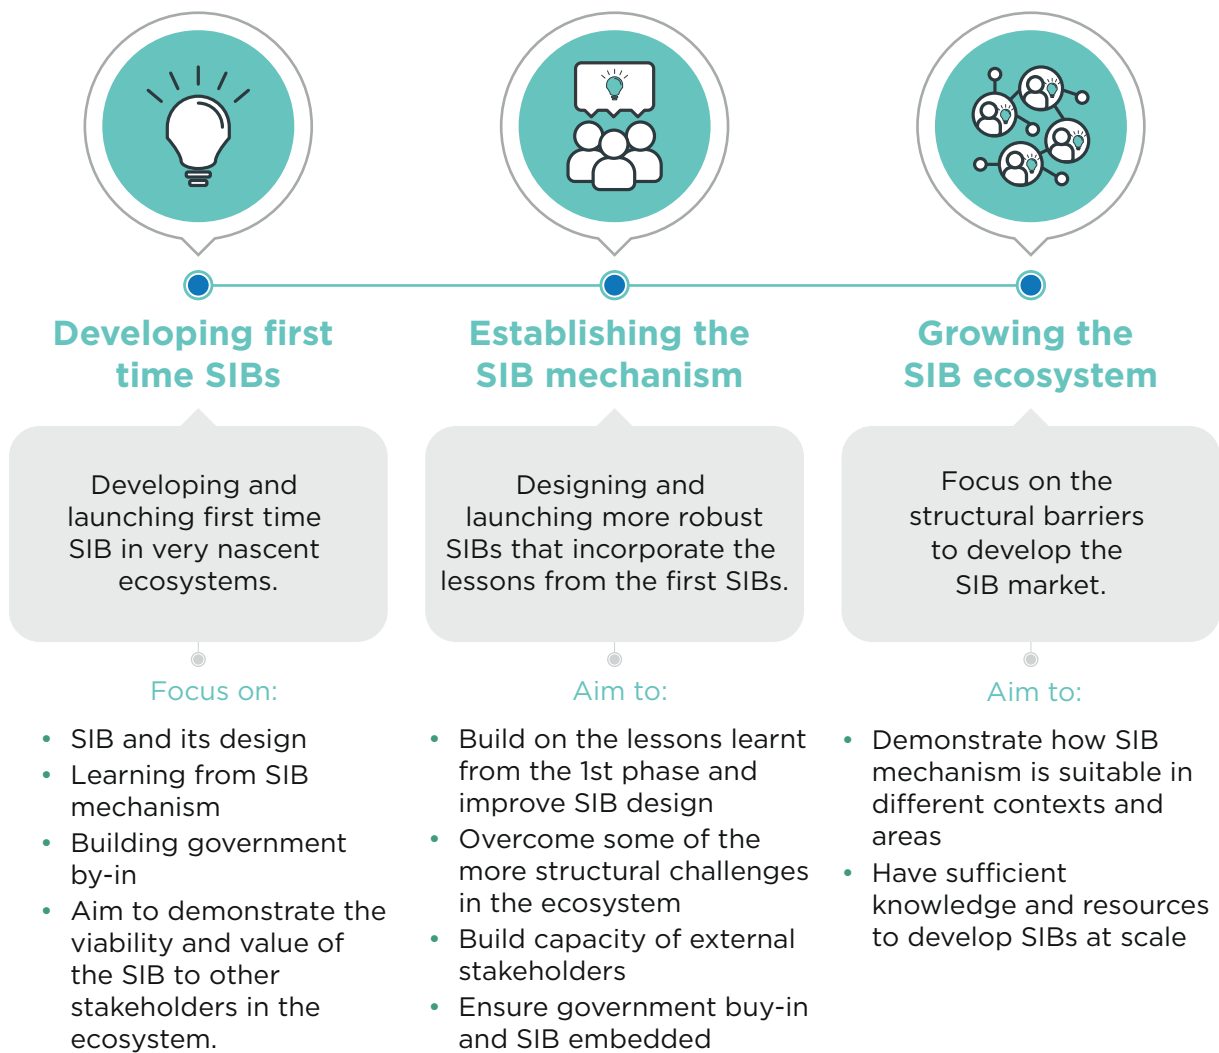 Developing first
time SIBs
Developing and
launching first time
SIB in very nascent
ecosystems.
Focus on:
• SIB and its design
• Learning from SIB
mechanism
• Building government
by-in
• Aim to demonstrate the
viability and value of
the SIB to other
stakeholders in the
ecosystem.
Establishing the
SIB mechanism
Designing and
launching more robust
SIBs that incorporate the
lessons from the first SIBs.
Aim to:
• Build on the lessons learnt
from the 1st phase and
improve SIB design
• Overcome some of the
more structural challenges
in the ecosystem
• Build capacity of external
stakeholders
• Ensure government buy-in
and SIB embedded
Growing the
SIB ecosystem
Focus on the
structural barriers
to develop the
SIB market.
Aim to:
• Demonstrate how SIB
mechanism is suitable in
different contexts and
areas
• Have sufficient
knowledge and resources
to develop SIBs at scale